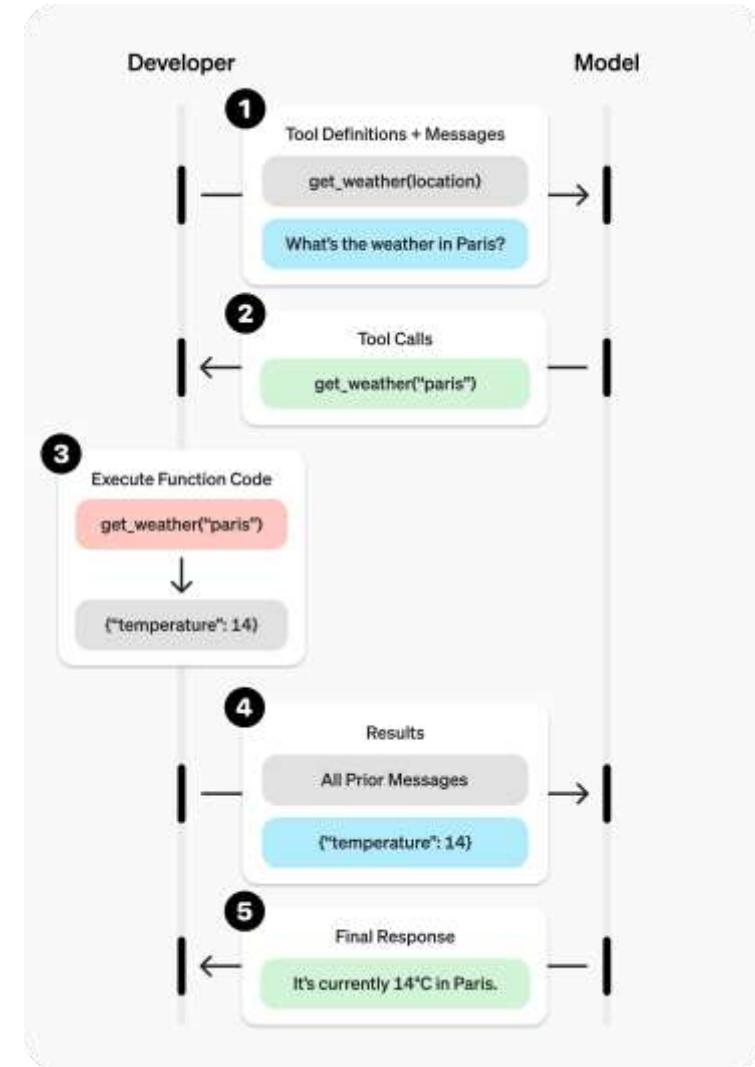 Developer
Model
1
Tool Definitions + Messages
get_weather(location)
What's the weather in Paris?
2
Tool Calls
get_weather(“paris”)
3
Execute Function Code
get_weather(“paris”)
{“temperature”: 14}
4
Results
All Prior Messages
{“temperature”: 14}
5
Final Response
It's currently 14°C in Paris.